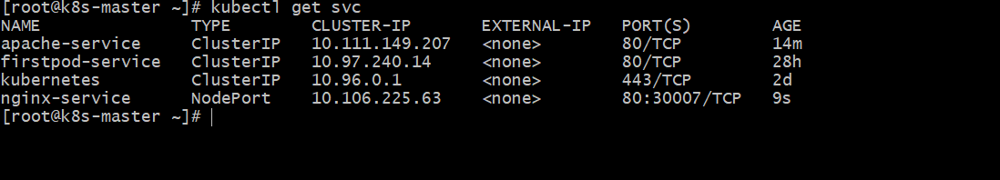 [root@k8s-master ~]# kubectl get svc
NAME                TYPE        CLUSTER-IP       EXTERNAL-IP   PORT(S)        AGE
apache-service      ClusterIP   10.111.149.207   <none>        80/TCP         14m
firstpod-service    ClusterIP   10.97.240.14     <none>        80/TCP         28h
kubernetes          ClusterIP   10.96.0.1        <none>        443/TCP        2d
nginx-service       NodePort    10.106.225.63    <none>        80:30007/TCP   9s
[root@k8s-master ~]#